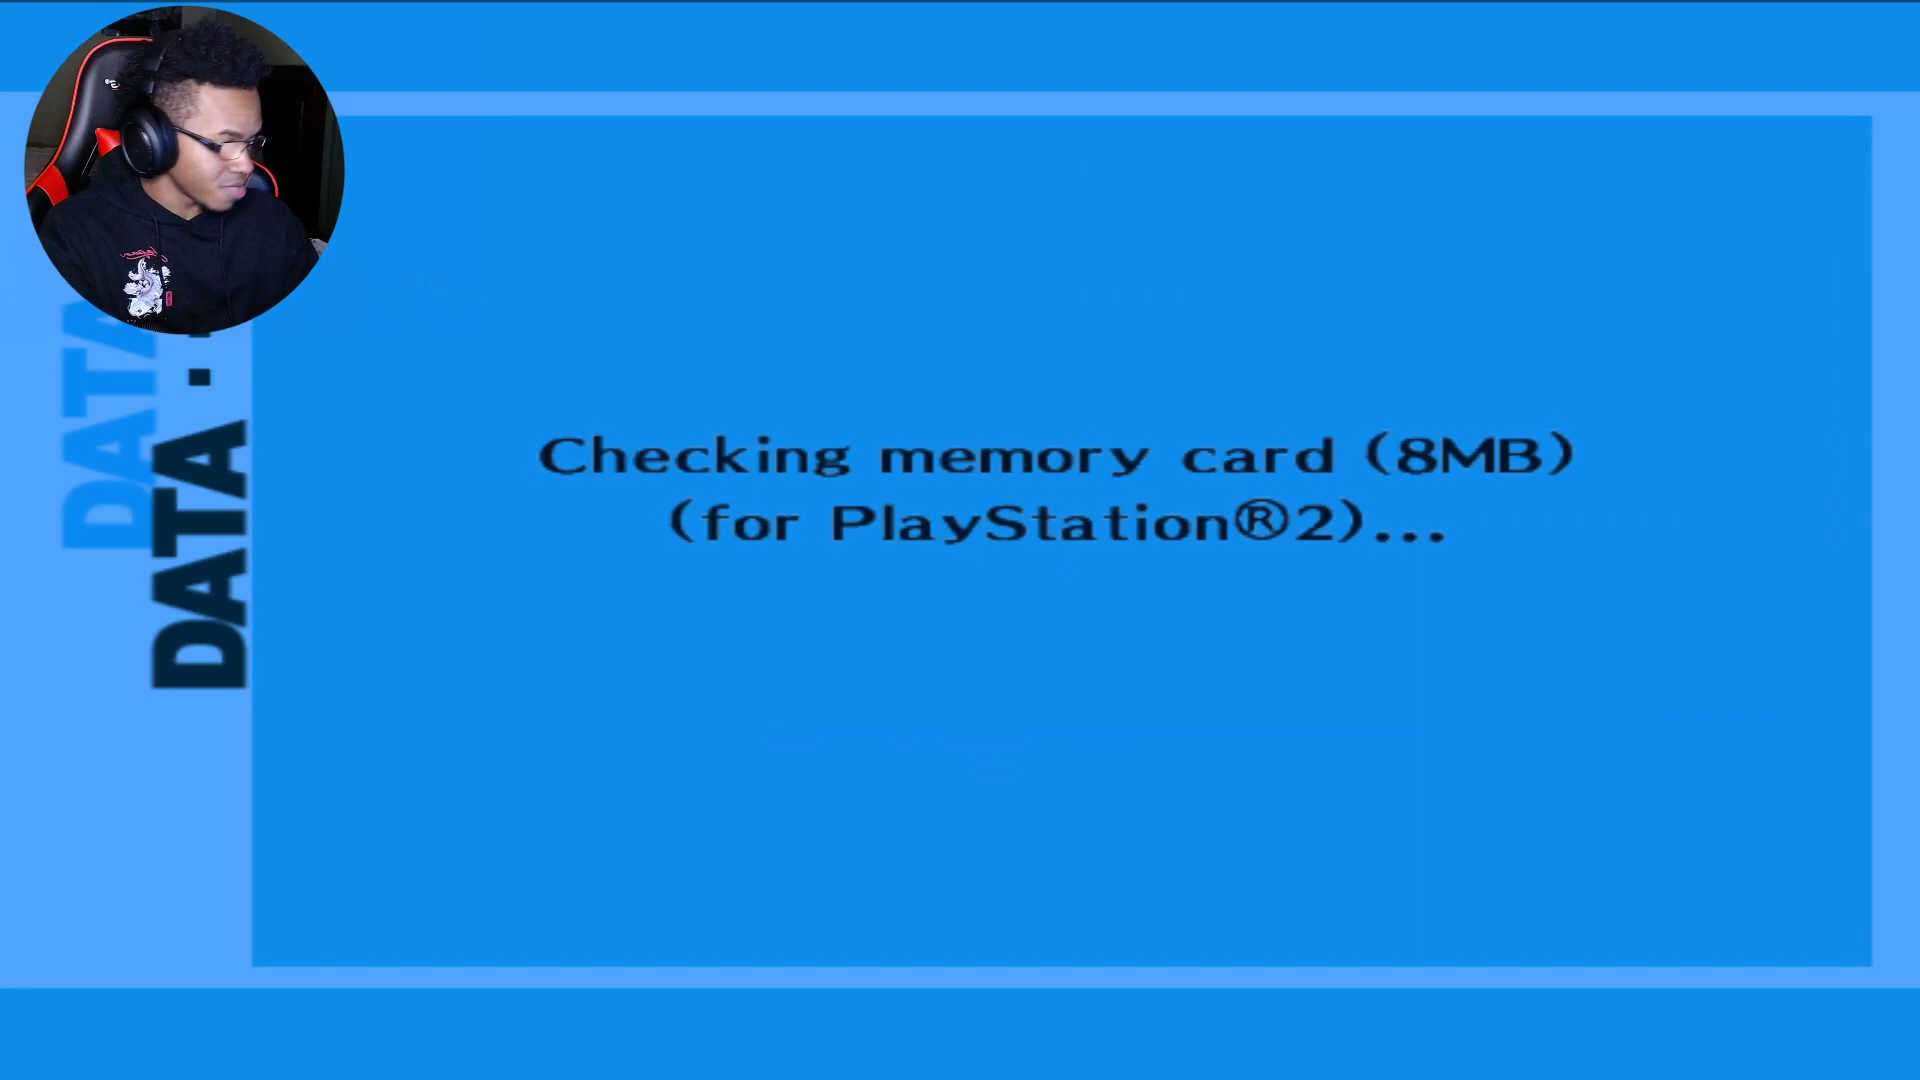 Checking memory card (8MB)
(for PlayStation®2)...
DATA
DATA